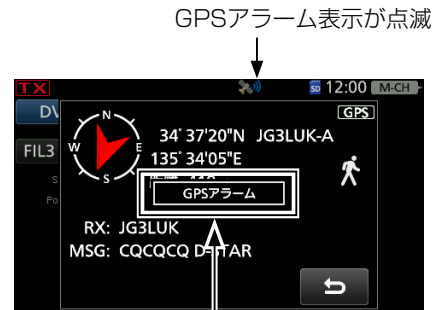 GPSアラーム表示が点滅
TX
SD 12:00 M-CH
DV
GPS
N
34°37'20"N JG3LUK-A
FIL3
W E
135°34'05"E
S
GPSアラーム
RX: JG3LUK
MSG: CQCQCQ D-STAR